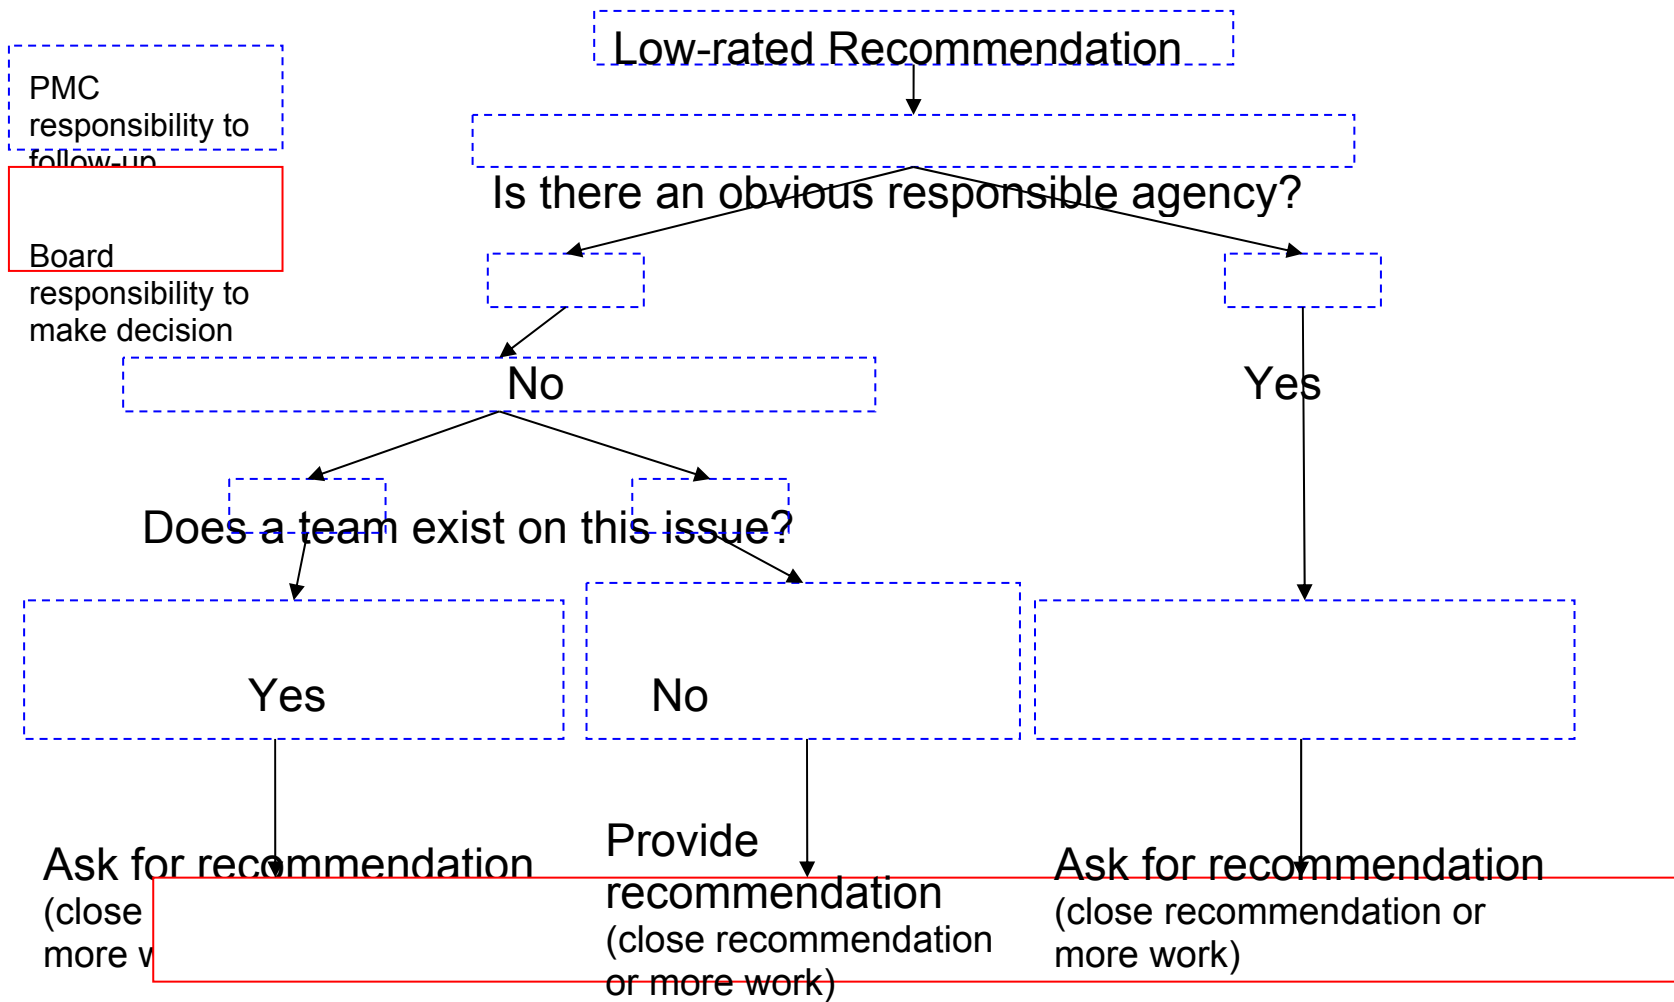 Low-rated Recommendation
PMC
responsibility to
follow-up
Is there an obvious responsible agency?
Board
responsibility to
make decision
No
Yes
Does a team exist on this issue?
Yes
No
Ask for recommendation
(close
more
Provide
recommendation
(close recommendation
or more work)
Ask for recommendation
(close recommendation or
more work)